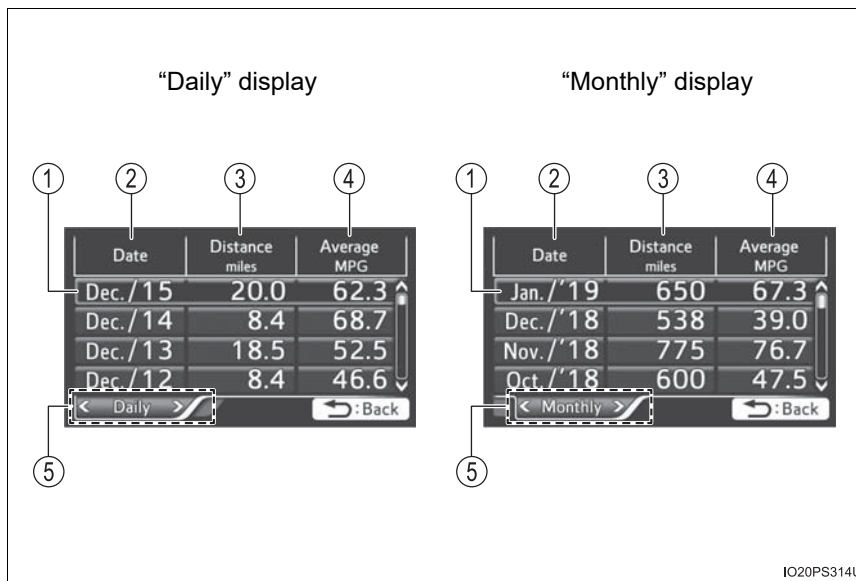 “Daily” display
“Monthly” display
1 2 3 4
1 2 3 4
Date Distance miles Average MPG
Dec./15 20.0 62.3
Dec./14 8.4 68.7
Dec./13 18.5 52.5
Dec./12 8.4 46.6
< Daily > :Back
5
Date Distance miles Average MPG
Jan./’19 650 67.3
Dec./’18 538 39.0
Nov./’18 775 76.7
Oct./’18 600 47.5
< Monthly > :Back
5
IO20PS314U